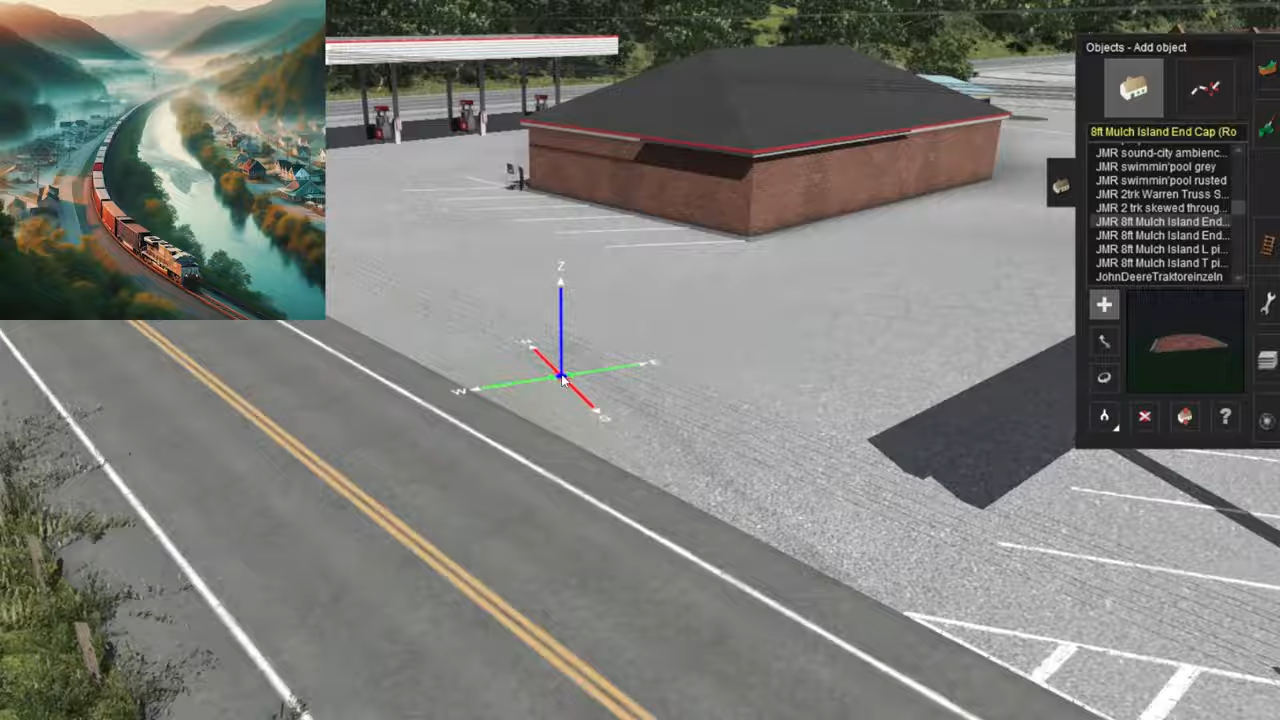 Objects - Add object
8ft Mulch Island End Cap (Ro
JMR sound-city ambienc...
JMR swimmin'pool grey
JMR swimmin'pool rusted
JMR 2trk Warren Truss S...
JMR 2 trk skewed throug...
JMR 8ft Mulch Island End...
JMR 8ft Mulch Island End...
JMR 8ft Mulch Island L pi...
JMR 8ft Mulch Island T pi...
JohnDeereTraktoreinzeln
Z
W